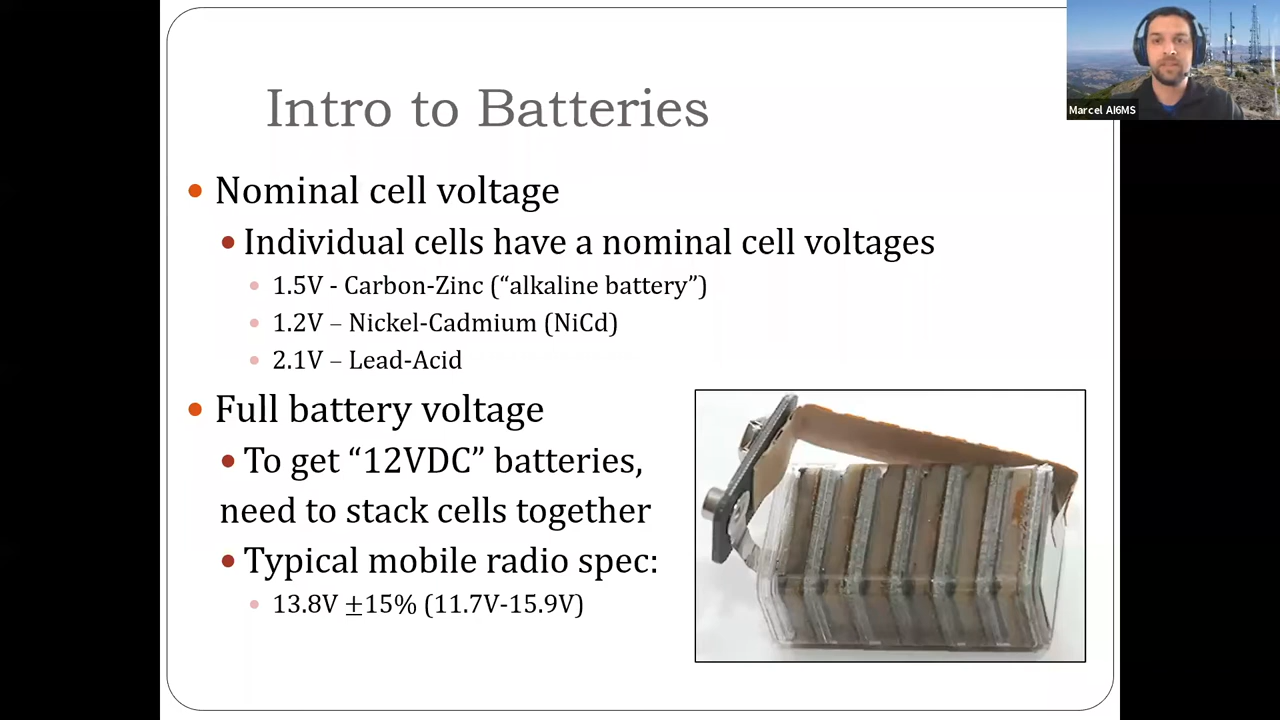 Marcel AI6MS
Intro to Batteries
• Nominal cell voltage
• Individual cells have a nominal cell voltages
• 1.5V - Carbon-Zinc (“alkaline battery”)
• 1.2V – Nickel-Cadmium (NiCd)
• 2.1V – Lead-Acid
• Full battery voltage
• To get “12VDC” batteries,
need to stack cells together
• Typical mobile radio spec:
• 13.8V ±15% (11.7V-15.9V)